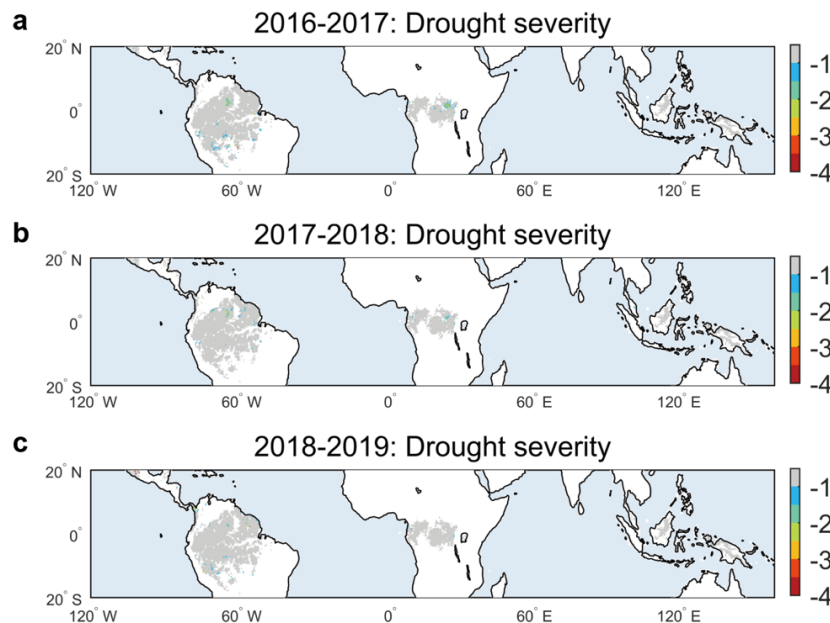 a
2016-2017: Drought severity
20° N
0°
20° S
120° W
60° W
0°
60° E
120° E
-1
-2
-3
-4
b
2017-2018: Drought severity
20° N
0°
20° S
120° W
60° W
0°
60° E
120° E
-1
-2
-3
-4
c
2018-2019: Drought severity
20° N
0°
20° S
120° W
60° W
0°
60° E
120° E
-1
-2
-3
-4